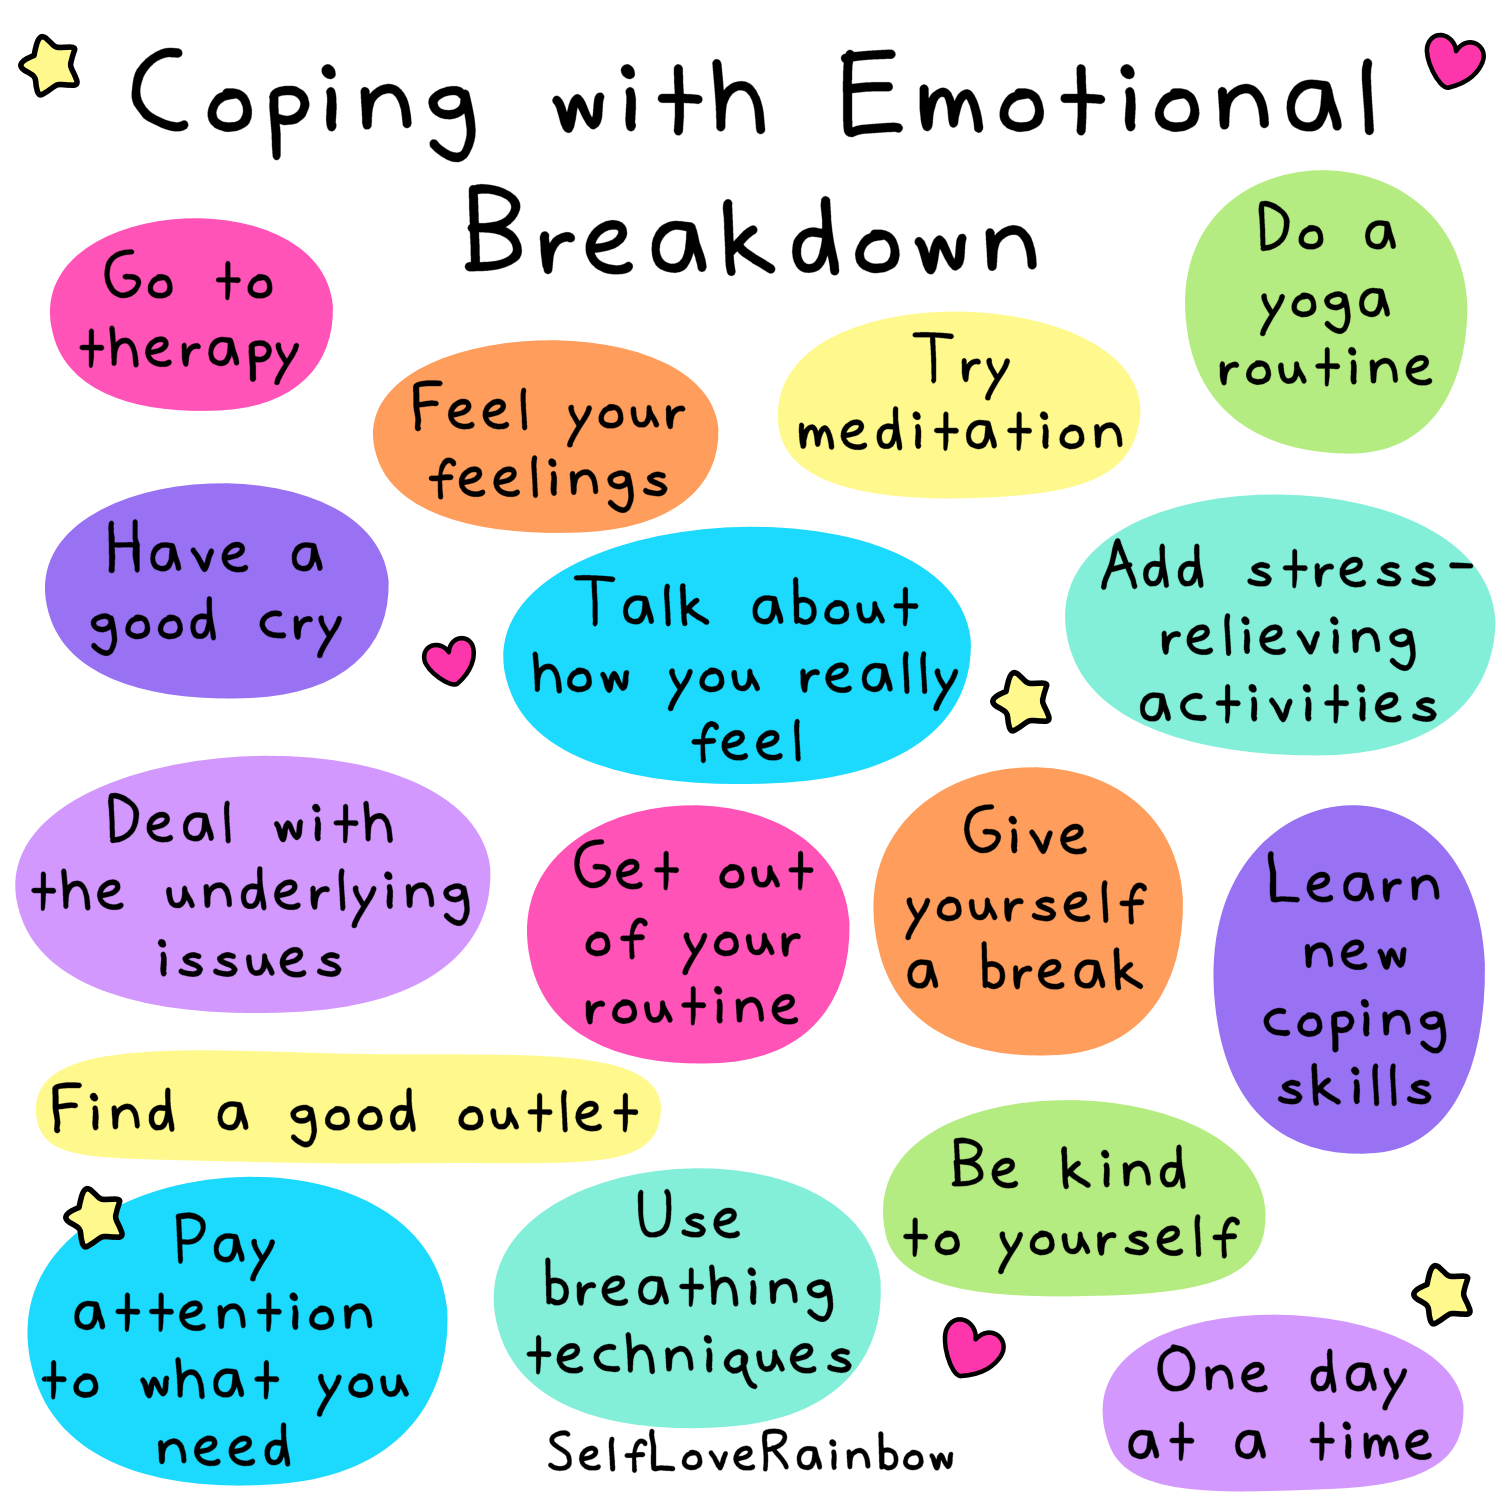 Coping with Emotional
Breakdown
Go to
therapy
Feel your
feelings
Try
meditation
Do a
yoga
routine
Have a
good cry
Talk about
how you really
feel
Add stress-
relieving
activities
Deal with
the underlying
issues
Get out
of your
routine
Give
yourself
a break
Learn
new
coping
skills
Find a good outlet
Be kind
to yourself
Pay
attention
to what you
need
Use
breathing
techniques
One day
at a time
SelfLoveRainbow